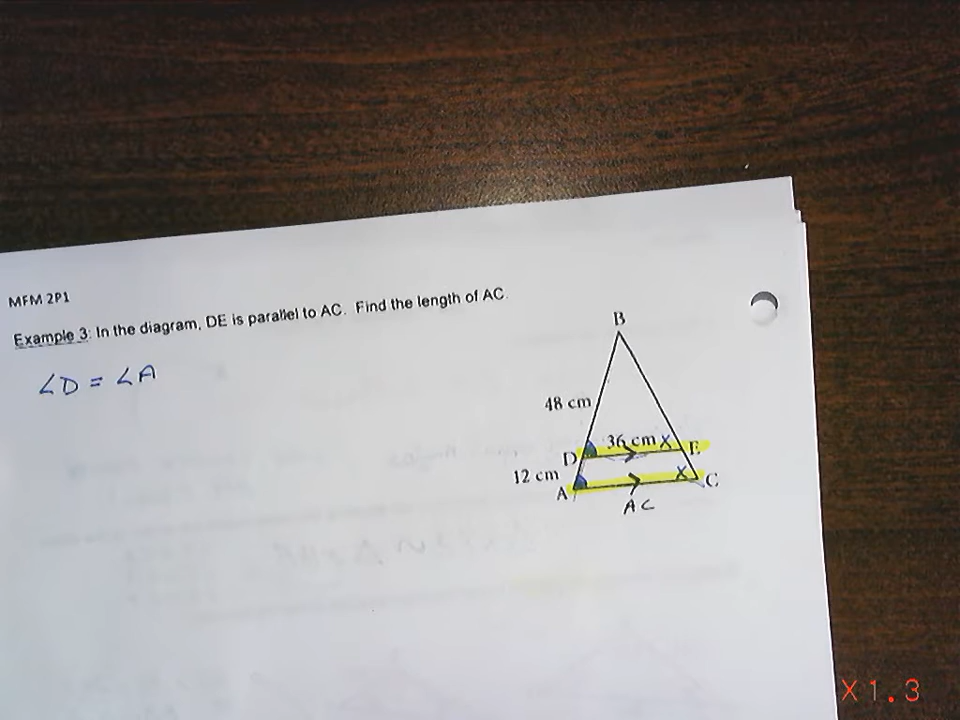 MFM 2P1
Example 3: In the diagram, DE is parallel to AC. Find the length of AC.
∠D = ∠A
B
48 cm
36 cm X
D
E
12 cm
X
A
C
AC
X1.3